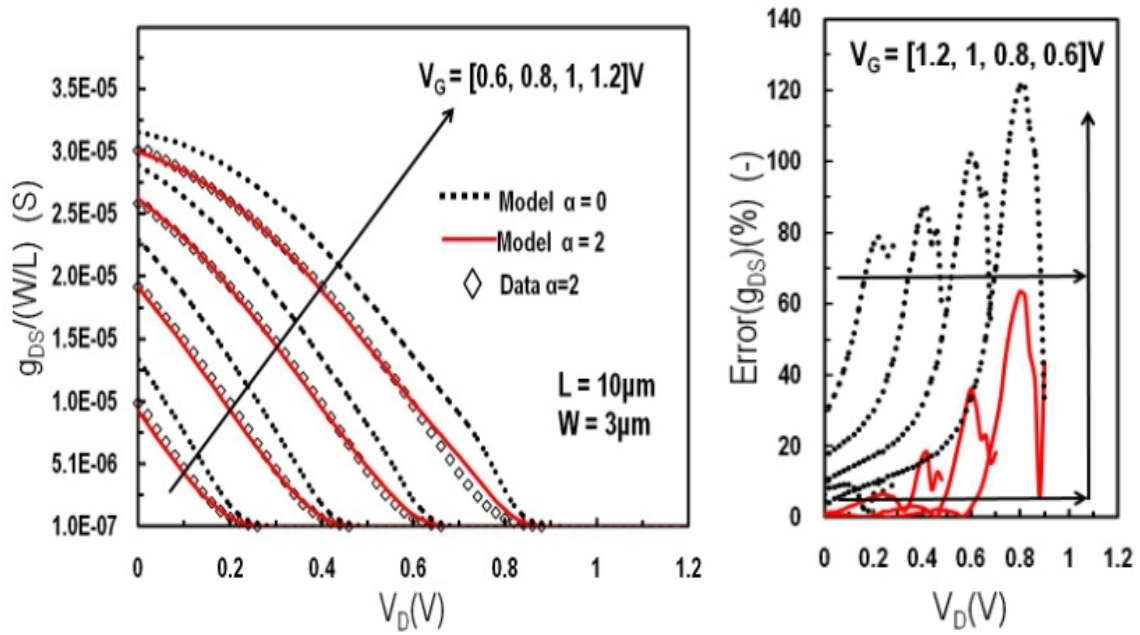 V_G = [0.6, 0.8, 1, 1.2]V
3.5E-05
3.0E-05
2.5E-05
2.0E-05
1.5E-05
1.0E-05
5.1E-06
1.0E-07
g_DS/(W/L) (S)
Model α = 0
Model α = 2
Data α=2
L = 10µm
W = 3µm
0 0.2 0.4 0.6 0.8 1 1.2
V_D(V)
V_G = [1.2, 1, 0.8, 0.6]V
140
120
100
80
60
40
20
0
Error(g_DS)(%) (-)
0 0.2 0.4 0.6 0.8 1 1.2
V_D(V)